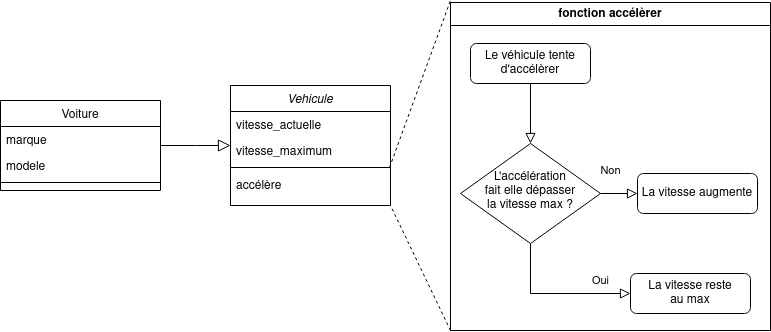 Voiture
marque
modele
Vehicule
vitesse_actuelle
vitesse_maximum
accélère
fonction accélèrer
Le véhicule tente
d'accélèrer
L'accélération
fait elle dépasser
la vitesse max ?
Non
La vitesse augmente
Oui
La vitesse reste
au max